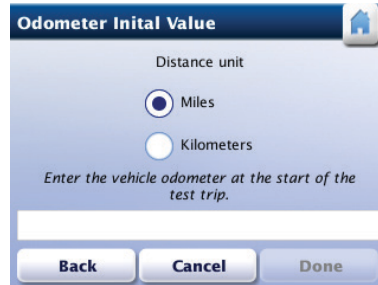 Odometer Inital Value
Distance unit
Miles
Kilometers
Enter the vehicle odometer at the start of the
test trip.
Back
Cancel
Done